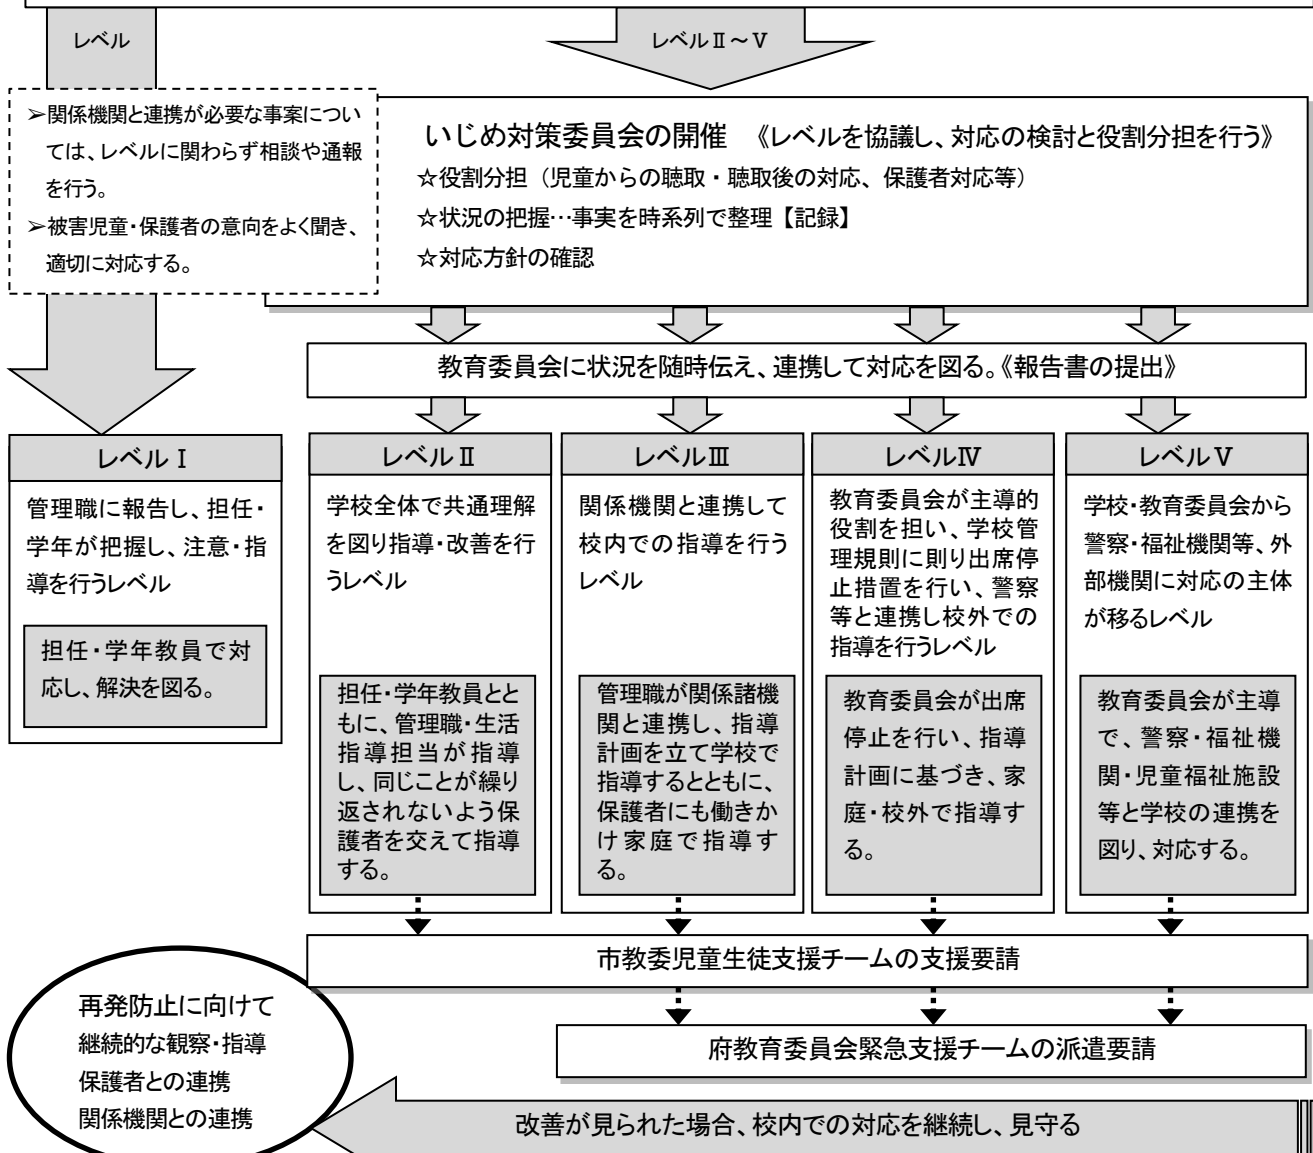 レベル
レベルⅡ～Ⅴ
➢関係機関と連携が必要な事案につい
ては、レベルに関わらず相談や通報
を行う。
➢被害児童・保護者の意向をよく聞き、
適切に対応する。
いじめ対策委員会の開催 《レベルを協議し、対応の検討と役割分担を行う》
☆役割分担（児童からの聴取・聴取後の対応、保護者対応等）
☆状況の把握…事実を時系列で整理【記録】
☆対応方針の確認
教育委員会に状況を随時伝え、連携して対応を図る。《報告書の提出》
レベルⅠ
管理職に報告し、担任・
学年が把握し、注意・指
導を行うレベル
担任・学年教員で対
応し、解決を図る。
レベルⅡ
学校全体で共通理解
を図り指導・改善を行
うレベル
担任・学年教員とと
もに、管理職・生活
指導担当が指導
し、同じことが繰り
返されないよう保
護者を交えて指導
する。
レベルⅢ
関係機関と連携して
校内での指導を行う
レベル
管理職が関係諸機
関と連携し、指導
計画を立て学校で
指導するとともに、
保護者にも働きか
け家庭で指導す
る。
レベルⅣ
教育委員会が主導的
役割を担い、学校管
理規則に則り出席停
止措置を行い、警察
等と連携し校外での
指導を行うレベル
教育委員会が出席
停止を行い、指導
計画に基づき、家
庭・校外で指導す
る。
レベルⅤ
学校・教育委員会から
警察・福祉機関等、外
部機関に対応の主体
が移るレベル
教育委員会が主導
で、警察・福祉機
関・児童福祉施設
等と学校の連携を
図り、対応する。
市教委児童生徒支援チームの支援要請
府教育委員会緊急支援チームの派遣要請
再発防止に向けて
継続的な観察・指導
保護者との連携
関係機関との連携
改善が見られた場合、校内での対応を継続し、見守る